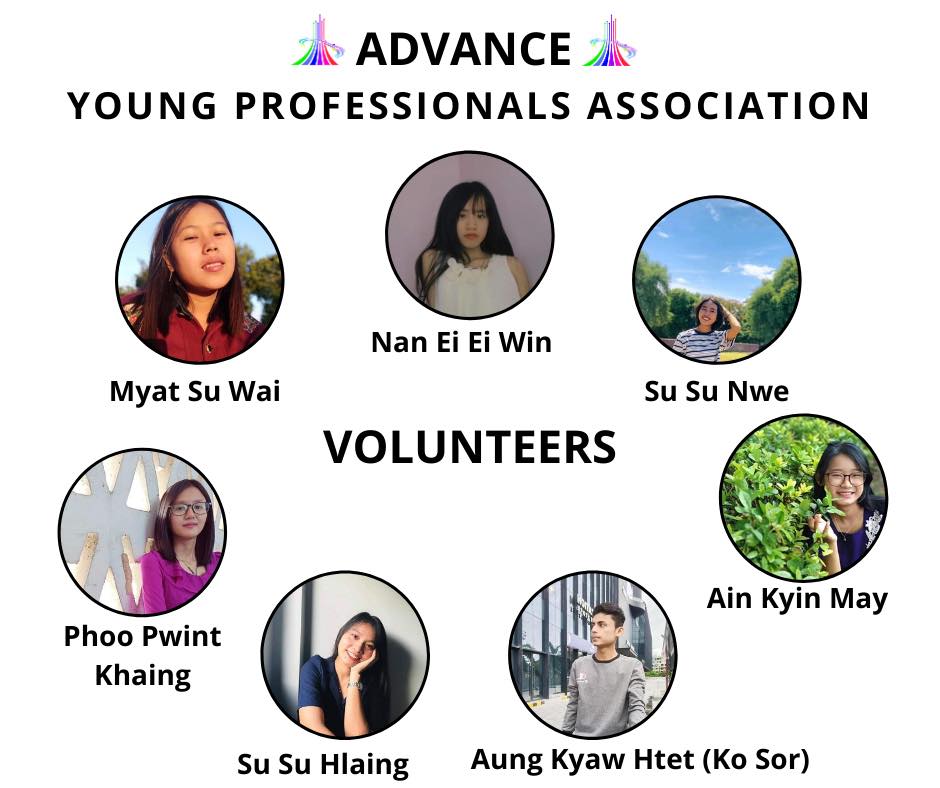 ADVANCE
YOUNG PROFESSIONALS ASSOCIATION
Nan Ei Ei Win
Myat Su Wai
Su Su Nwe
VOLUNTEERS
Ain Kyin May
Phoo Pwint
Khaing
Su Su Hlaing
Aung Kyaw Htet (Ko Sor)